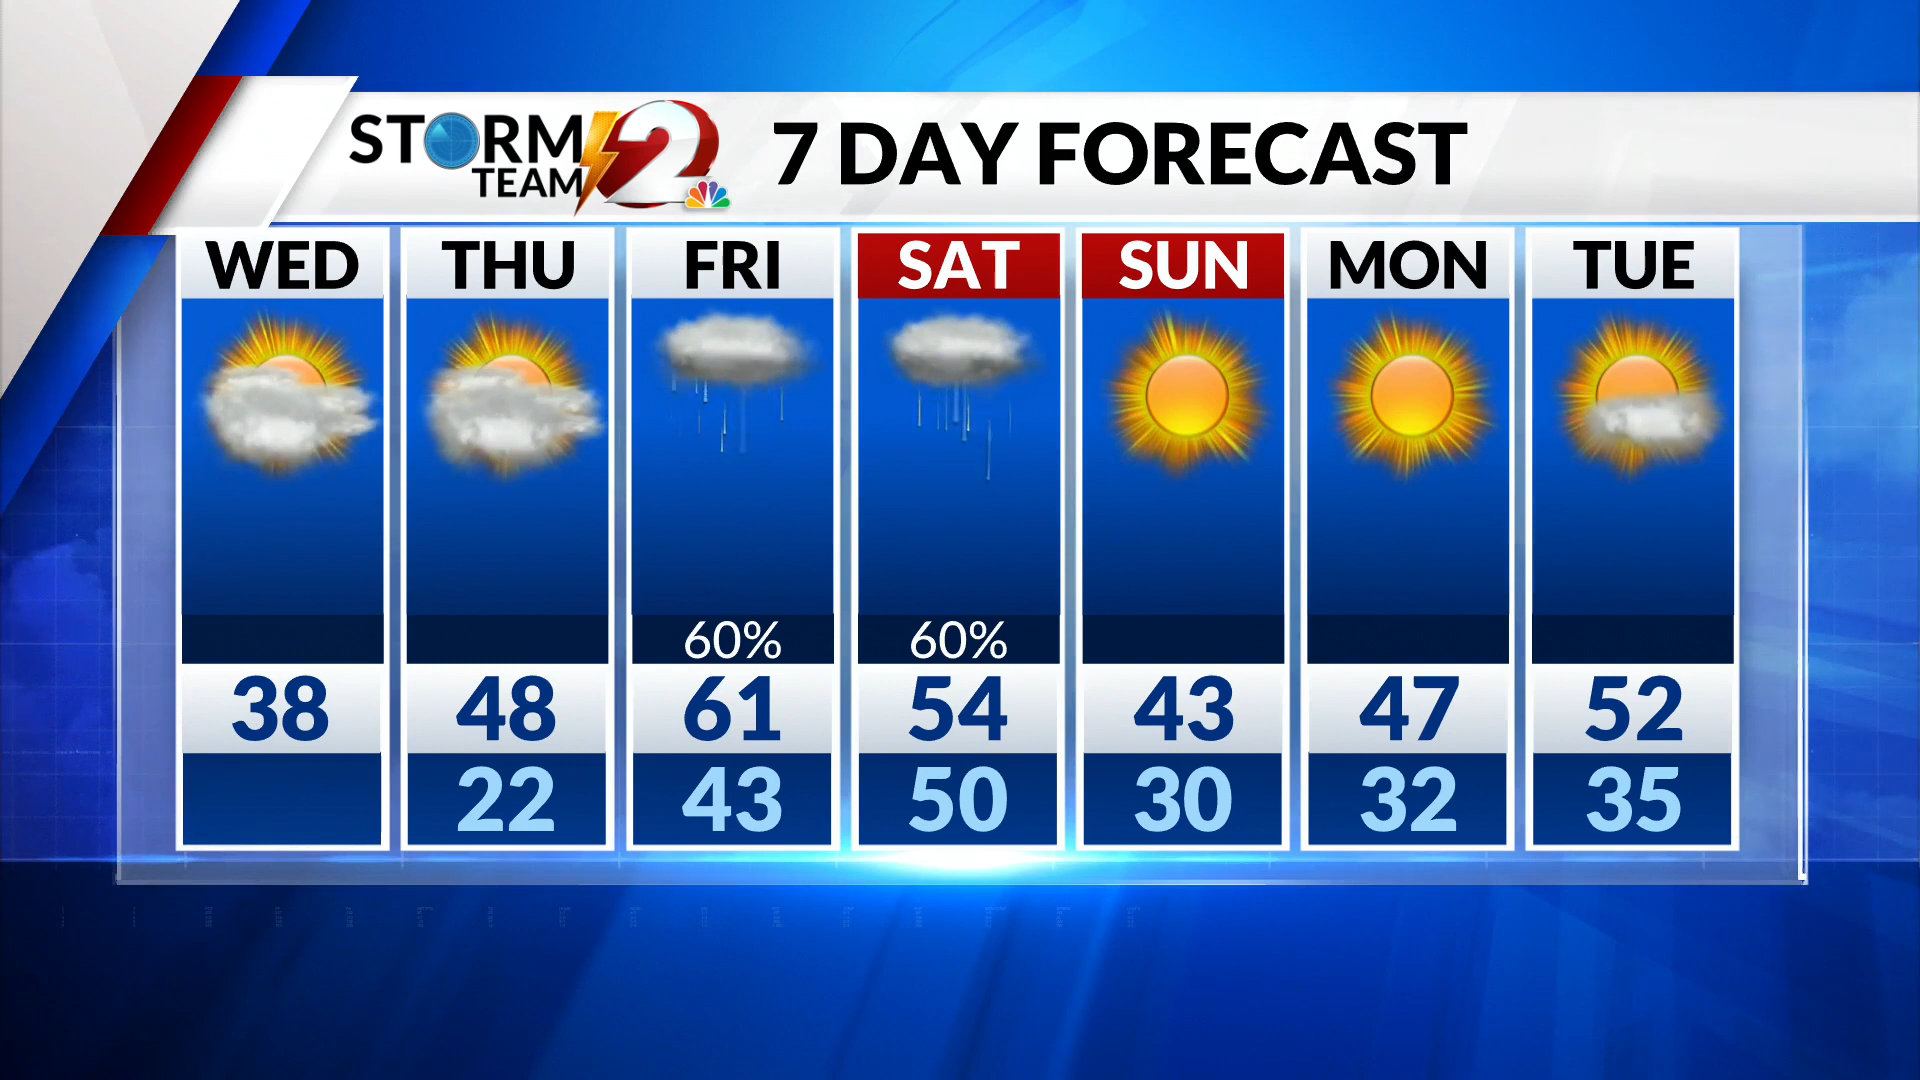 STORM TEAM 2 7 DAY FORECAST
WED THU FRI SAT SUN MON TUE
60% 60%
38 48 61 54 43 47 52
22 43 50 30 32 35